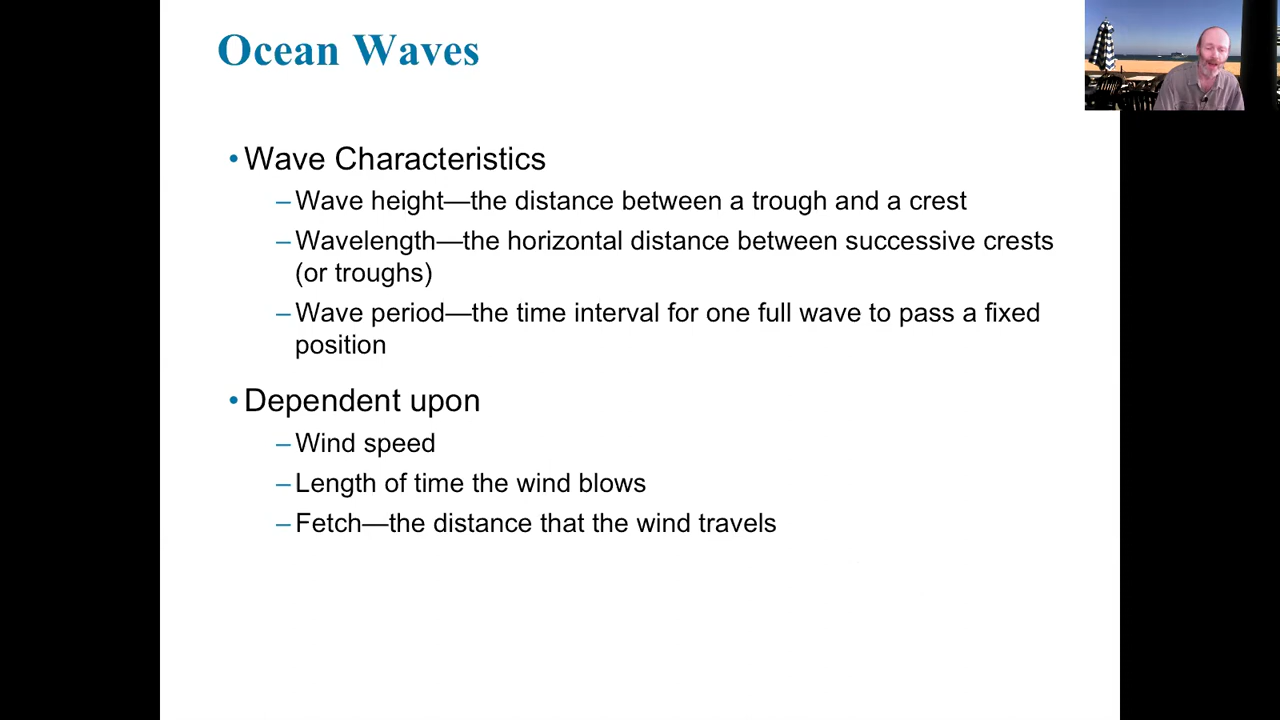 Ocean Waves
• Wave Characteristics
– Wave height—the distance between a trough and a crest
– Wavelength—the horizontal distance between successive crests
(or troughs)
– Wave period—the time interval for one full wave to pass a fixed
position
• Dependent upon
– Wind speed
– Length of time the wind blows
– Fetch—the distance that the wind travels